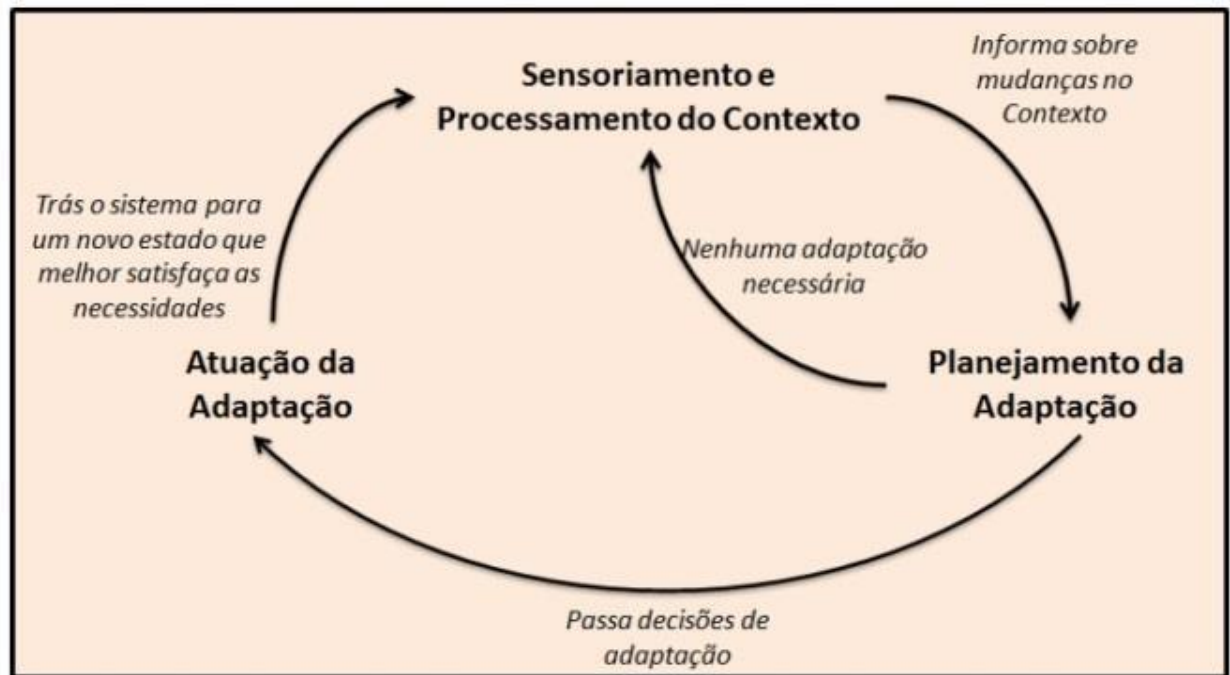 Sensoriamento e
Processamento do Contexto
Informa sobre
mudanças no
Contexto
Trás o sistema para
um novo estado que
melhor satisfaça as
necessidades
Nenhuma adaptação
necessária
Atuação da
Adaptação
Planejamento da
Adaptação
Passa decisões de
adaptação